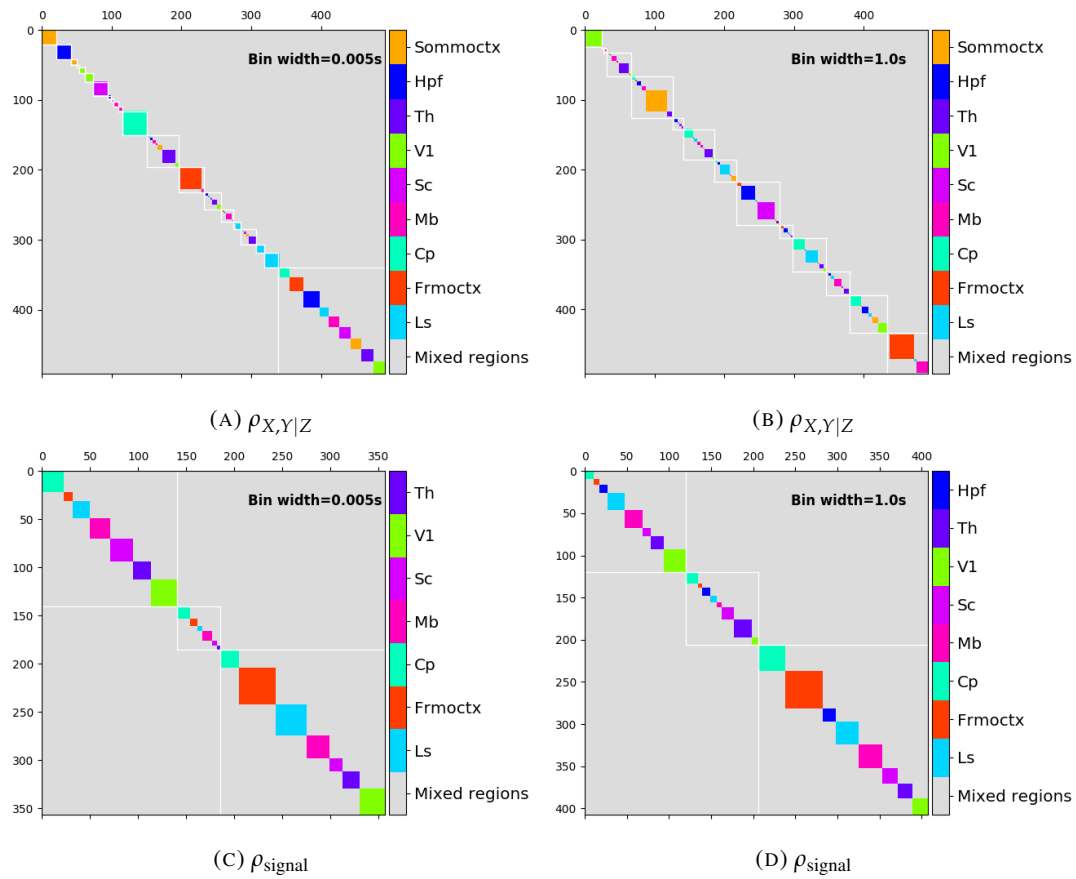 0 100 200 300 400
0
100
200
300
400
Bin width=0.005s
Sommoctx
Hpf
Th
V1
Sc
Mb
Cp
Frmoctx
Ls
Mixed regions
(A) ρX,Y|Z
0 100 200 300 400
0
100
200
300
400
Bin width=1.0s
Sommoctx
Hpf
Th
V1
Sc
Mb
Cp
Frmoctx
Ls
Mixed regions
(B) ρX,Y|Z
0 50 100 150 200 250 300 350
0
50
100
150
200
250
300
350
Bin width=0.005s
Th
V1
Sc
Mb
Cp
Frmoctx
Ls
Mixed regions
(C) ρsignal
0 50 100 150 200 250 300 350 400
0
50
100
150
200
250
300
350
400
Bin width=1.0s
Hpf
Th
V1
Sc
Mb
Cp
Frmoctx
Ls
Mixed regions
(D) ρsignal